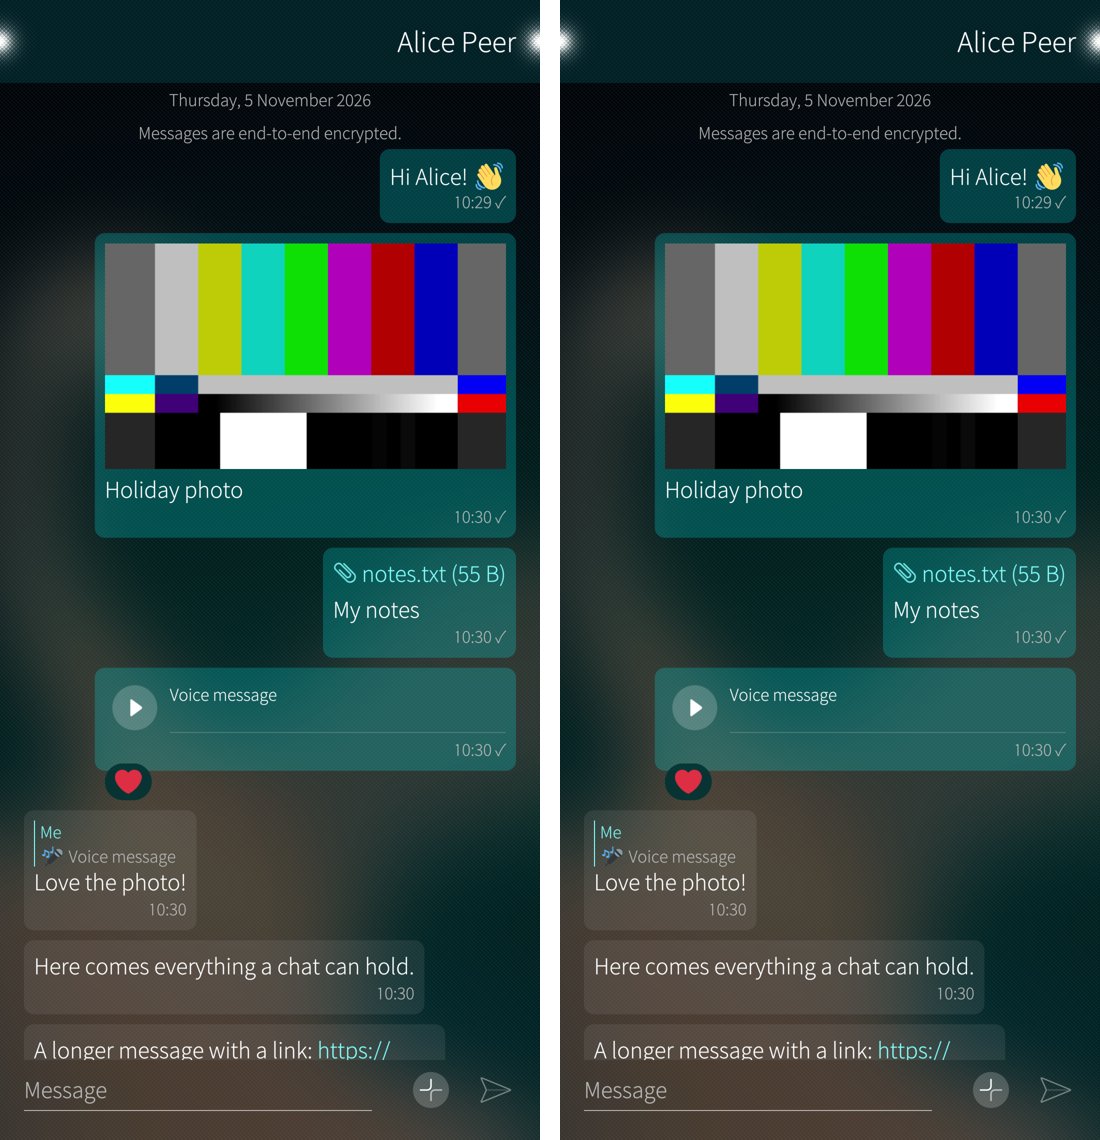 Alice Peer
Thursday, 5 November 2026
Messages are end-to-end encrypted.
Hi Alice! 👋
10:29 ✓
Holiday photo
10:30 ✓
notes.txt (55 B)
My notes
10:30 ✓
Voice message
10:30 ✓
Me
Voice message
Love the photo!
10:30
Here comes everything a chat can hold.
10:30
A longer message with a link: https://
Message
Alice Peer
Thursday, 5 November 2026
Messages are end-to-end encrypted.
Hi Alice! 👋
10:29 ✓
Holiday photo
10:30 ✓
notes.txt (55 B)
My notes
10:30 ✓
Voice message
10:30 ✓
Me
Voice message
Love the photo!
10:30
Here comes everything a chat can hold.
10:30
A longer message with a link: https://
Message